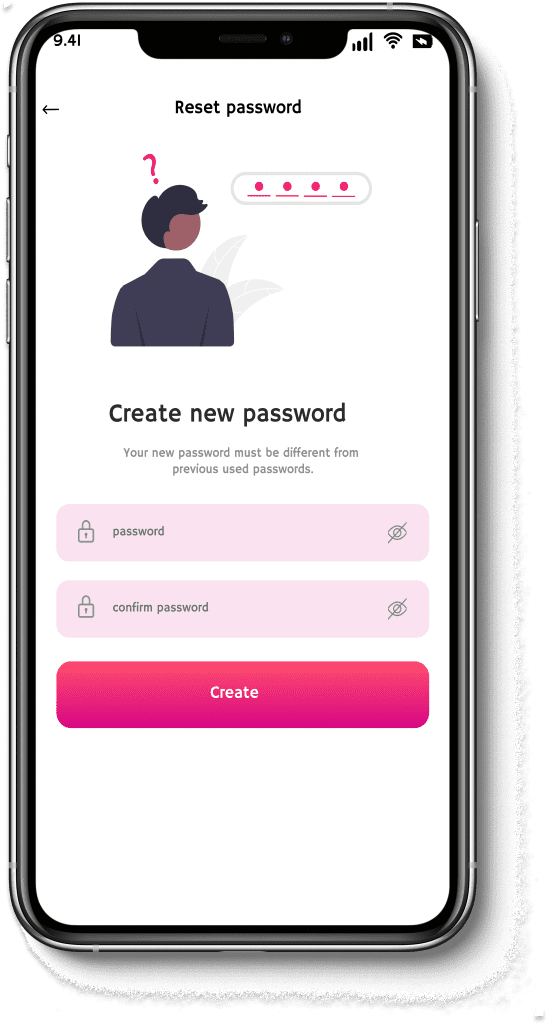 9.41
Reset password
?
Create new password
Your new password must be different from
previous used passwords.
password
confirm password
Create